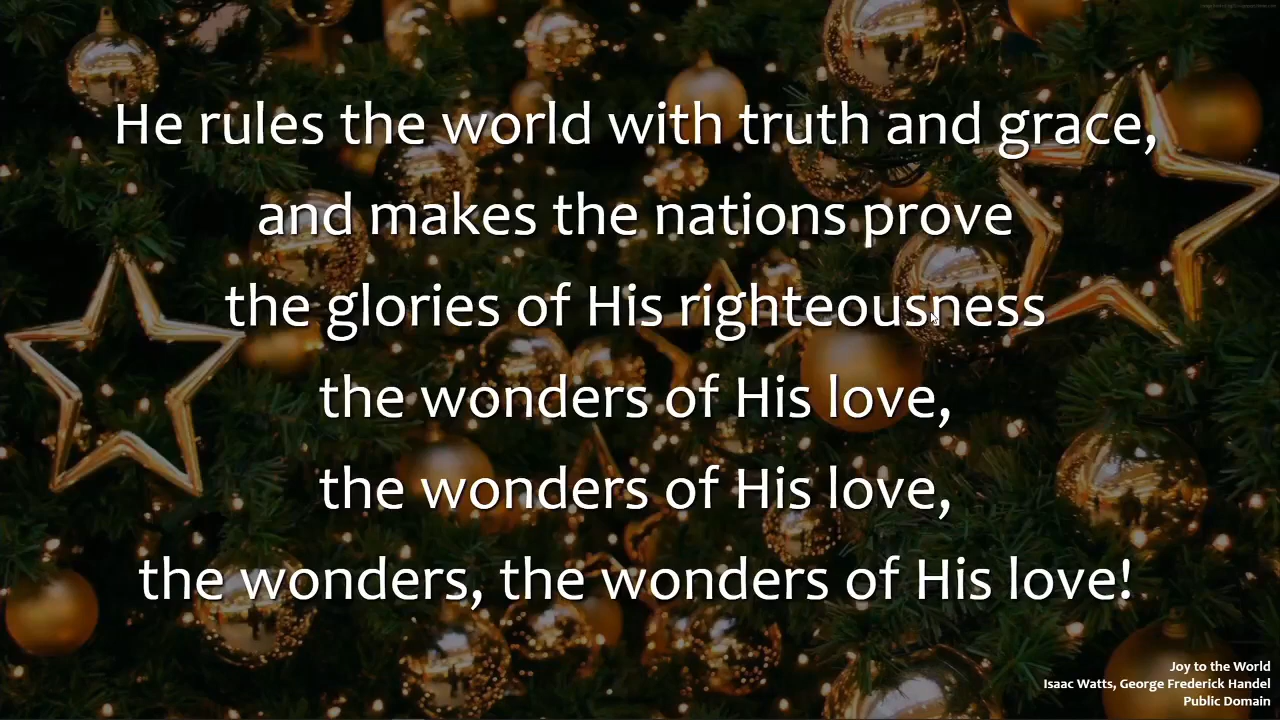 He rules the world with truth and grace,
and makes the nations prove
the glories of His righteousness
the wonders of His love,
the wonders of His love,
the wonders, the wonders of His love!
Joy to the World
Isaac Watts, George Frederick Handel
Public Domain